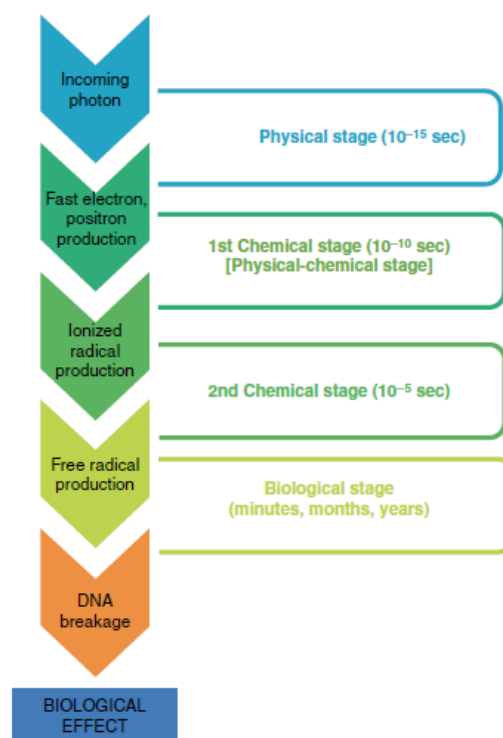 Incoming
photon
Physical stage (10⁻¹⁵ sec)
Fast electron,
positron
production
1st Chemical stage (10⁻¹⁰ sec)
[Physical-chemical stage]
Ionized
radical
production
2nd Chemical stage (10⁻⁵ sec)
Free radical
production
Biological stage
(minutes, months, years)
DNA
breakage
BIOLOGICAL
EFFECT